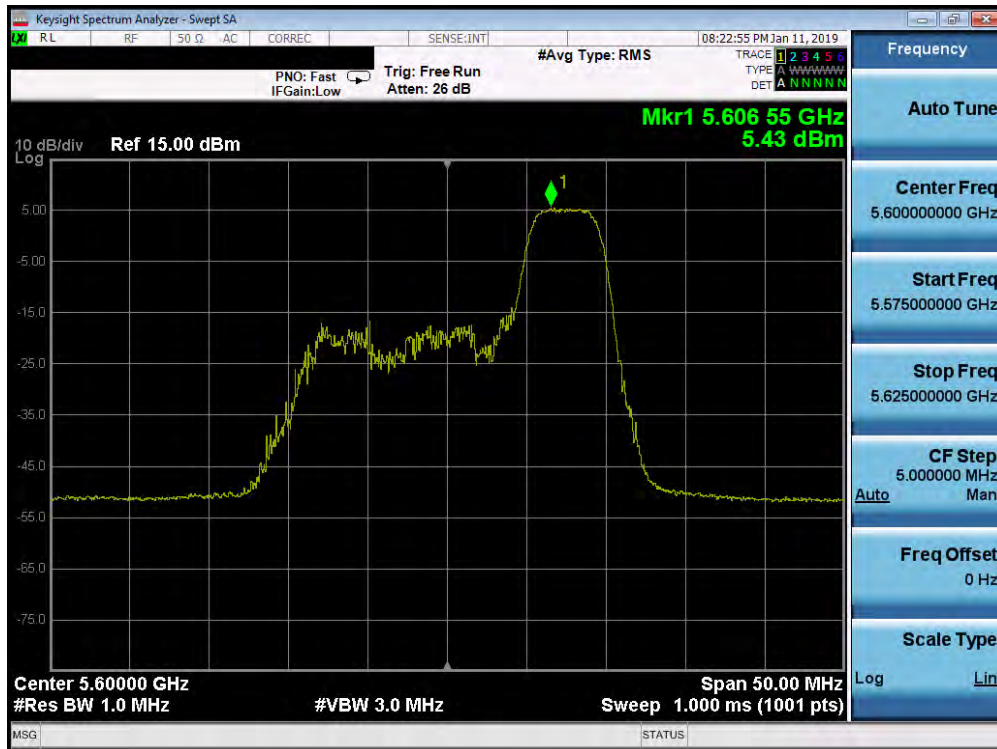 Keysight Spectrum Analyzer - Swept SA
LXI RL RF 50 Ω AC CORREC SENSE:INT 08:22:55 PM Jan 11, 2019
#Avg Type: RMS TRACE 1 2 3 4 5 6
PNO: Fast Trig: Free Run TYPE A WWWWW
IFGain:Low Atten: 26 dB DET A N N N N N
Mkr1 5.606 55 GHz
5.43 dBm
10 dB/div Ref 15.00 dBm
Log
1
5.00
-5.00
-15.0
-25.0
-35.0
-45.0
-55.0
-65.0
-75.0
Center 5.60000 GHz Span 50.00 MHz
#Res BW 1.0 MHz #VBW 3.0 MHz Sweep 1.000 ms (1001 pts)
MSG STATUS
Frequency
Auto Tune
Center Freq
5.600000000 GHz
Start Freq
5.575000000 GHz
Stop Freq
5.625000000 GHz
CF Step
5.000000 MHz
Auto Man
Freq Offset
0 Hz
Scale Type
Log Lin